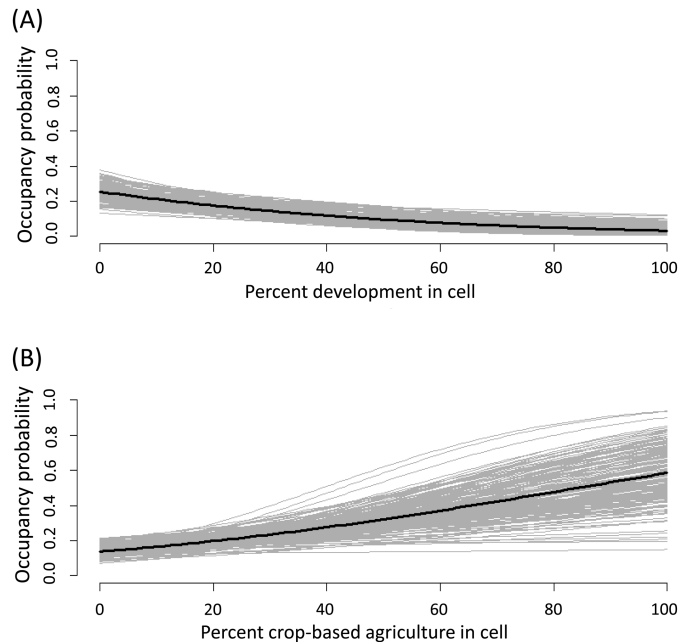 (A)
Occupancy probability
1.0
0.8
0.6
0.4
0.2
0.0
0 20 40 60 80 100
Percent development in cell
(B)
Occupancy probability
1.0
0.8
0.6
0.4
0.2
0.0
0 20 40 60 80 100
Percent crop-based agriculture in cell